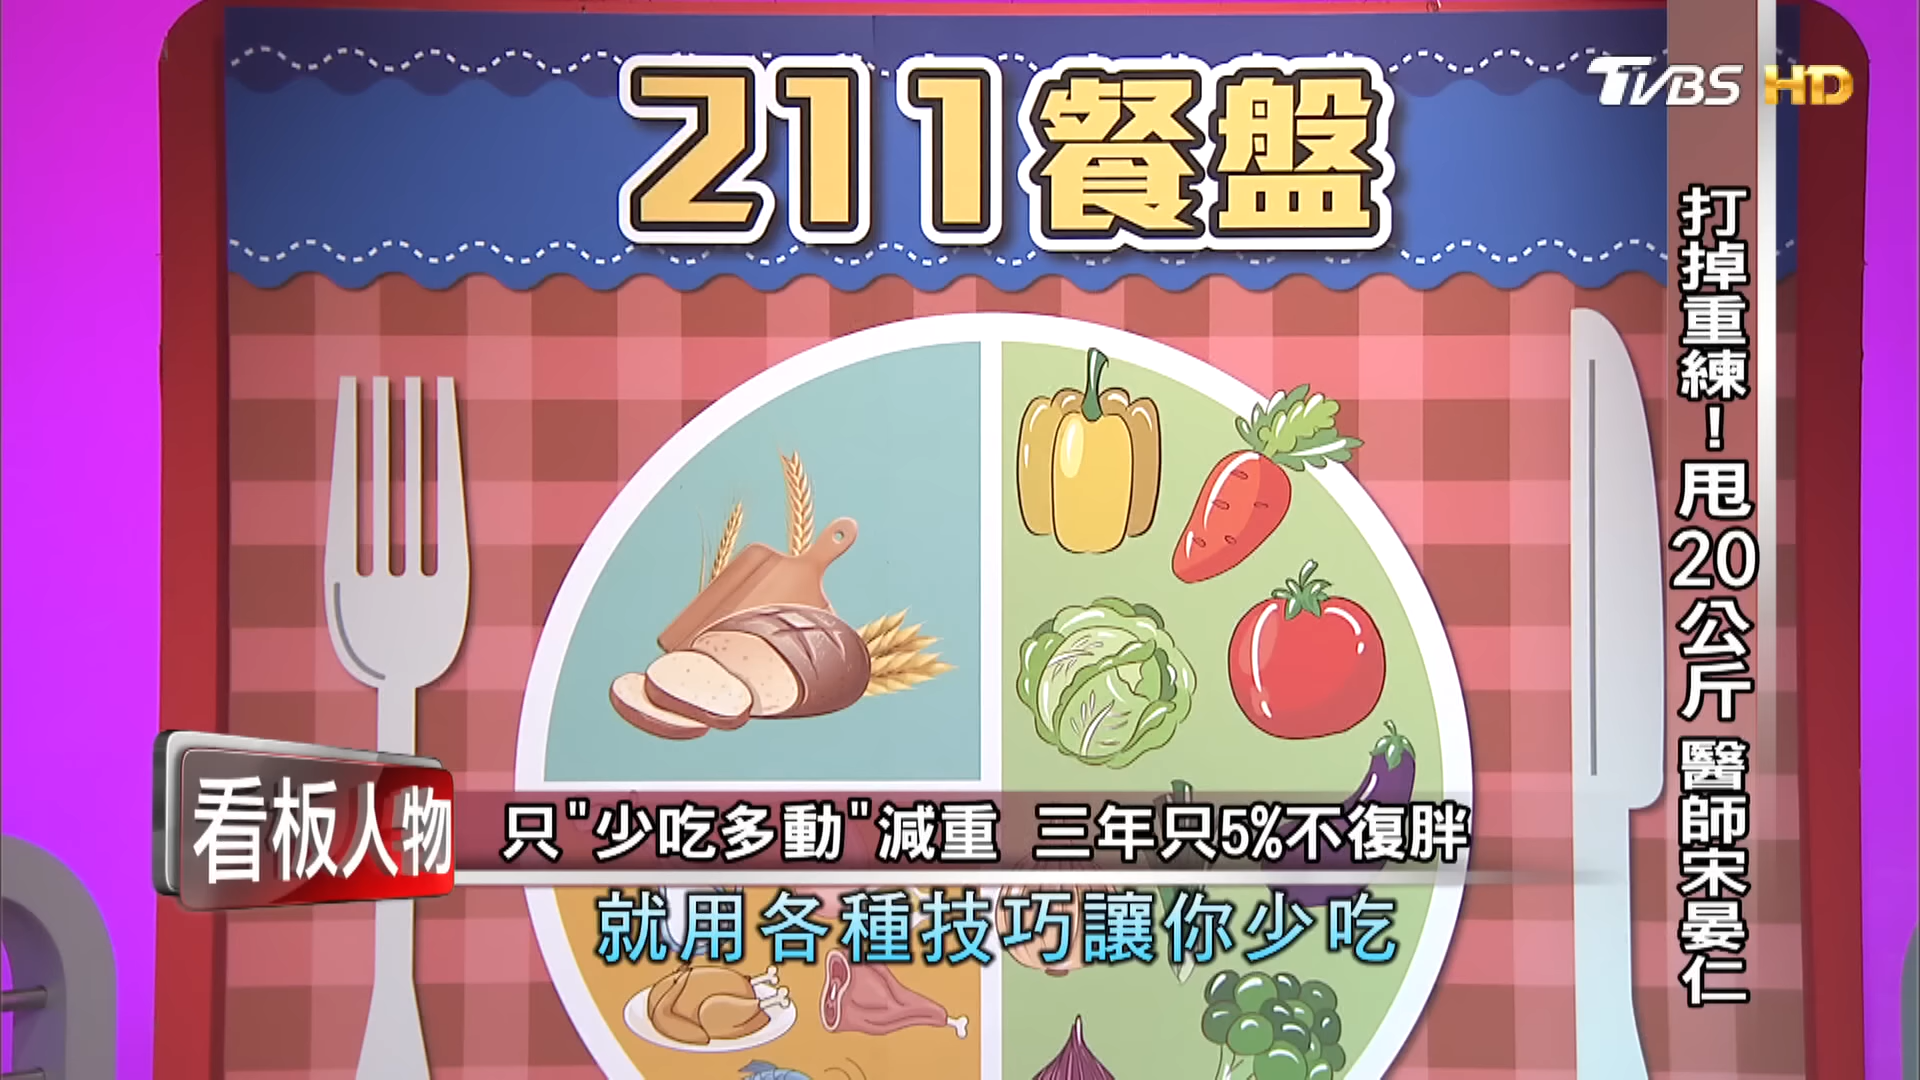 211餐盤
TVBS HD
打掉重練！甩20公斤 醫師宋晏仁
看板人物
只"少吃多動"減重 三年只5%不復胖
就用各種技巧讓你少吃